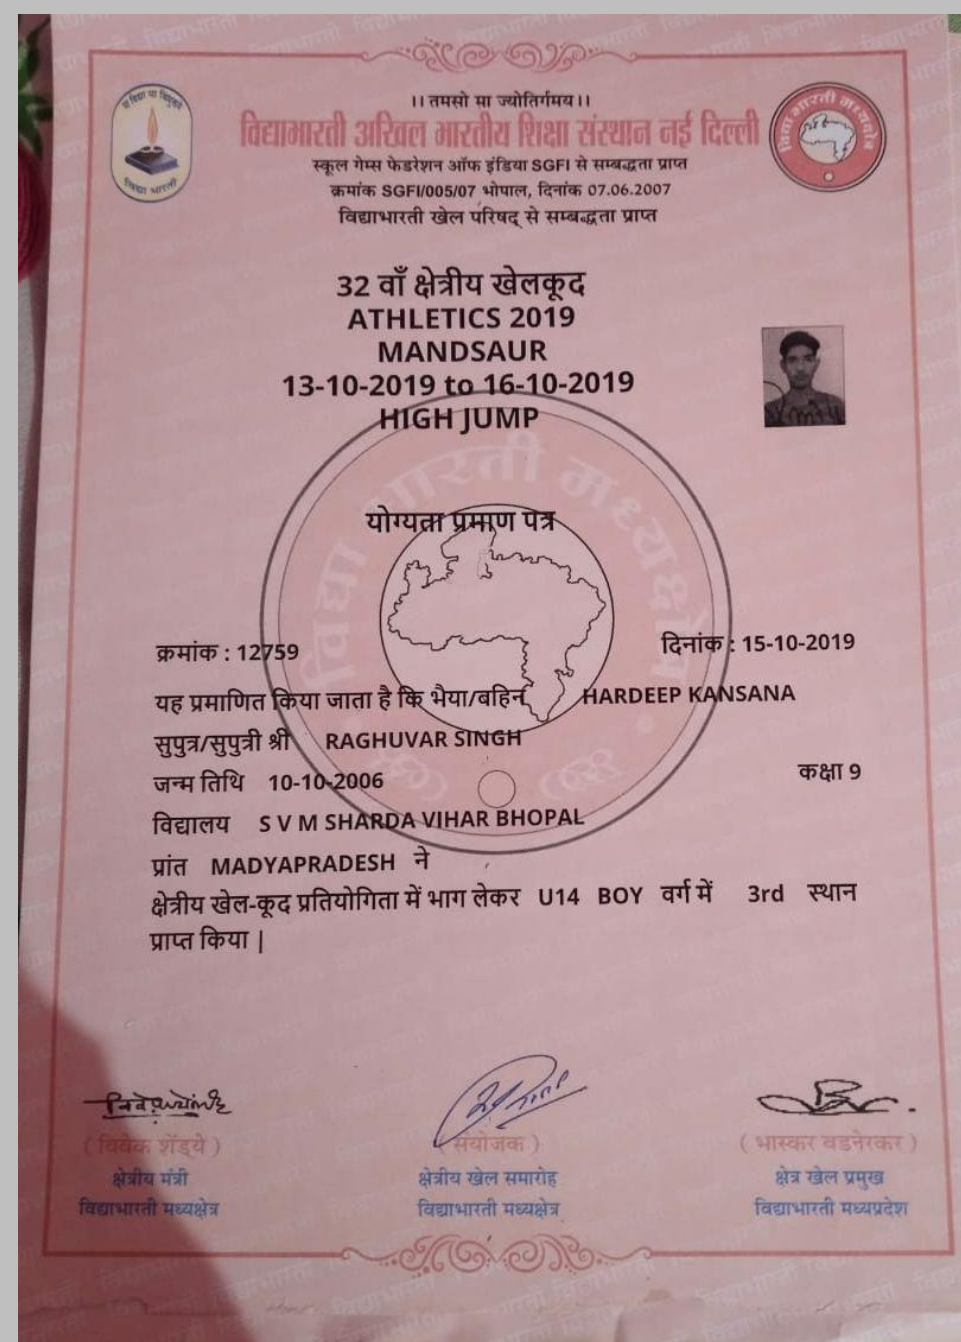 ।। तमसो मा ज्योतिर्गमय।।
विद्याभारती अखिल भारतीय शिक्षा संस्थान नई दिल्ली
स्कूल गेम्स फेडरेशन ऑफ इंडिया SGFI से सम्बद्धता प्राप्त
क्रमांक SGFI/005/07 भोपाल, दिनांक 07.06.2007
विद्याभारती खेल परिषद् से सम्बद्धता प्राप्त
32 वाँ क्षेत्रीय खेलकूद
ATHLETICS 2019
MANDSAUR
13-10-2019 to 16-10-2019
HIGH JUMP
योग्यता प्रमाण पत्र
क्रमांक : 12759 दिनांक : 15-10-2019
यह प्रमाणित किया जाता है कि भैया/बहिन HARDEEP KANSANA
सुपुत्र/सुपुत्री श्री RAGHUVAR SINGH
जन्म तिथि 10-10-2006 कक्षा 9
विद्यालय S V M SHARDA VIHAR BHOPAL
प्रांत MADYAPRADESH ने
क्षेत्रीय खेल-कूद प्रतियोगिता में भाग लेकर U14 BOY वर्ग में 3rd स्थान
प्राप्त किया |
( विवेक शेंड्ये ) ( संयोजक ) ( भास्कर वडनेरकर )
क्षेत्रीय मंत्री क्षेत्रीय खेल समारोह क्षेत्र खेल प्रमुख
विद्याभारती मध्यक्षेत्र विद्याभारती मध्यक्षेत्र विद्याभारती मध्यप्रदेश